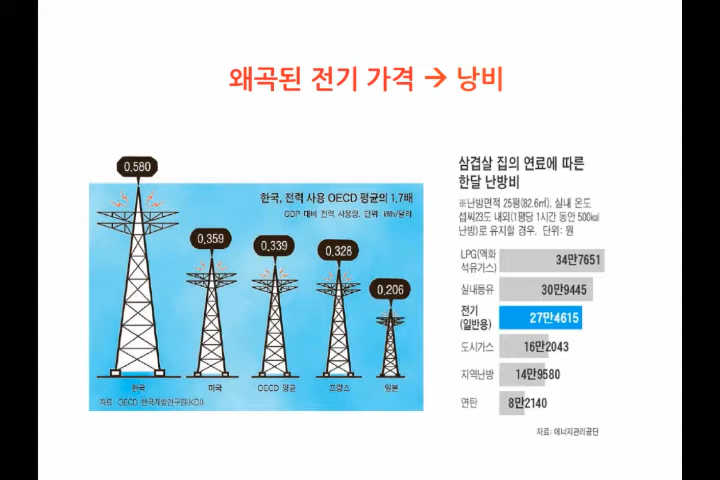 왜곡된 전기 가격 → 낭비
0.580
한국, 전력 사용 OECD 평균의 1.7배
GDP 대비 전력 사용량, 단위: kWh/달러
0.359
0.339
0.328
0.206
한국
미국
OECD 평균
프랑스
일본
자료: OECD·한국개발연구원(KDI)
삼겹살 집의 연료에 따른
한달 난방비
※난방면적 25평(82.6㎡), 실내 온도
섭씨23도 내외(1평당 1시간 동안 500㎉
난방)로 유지할 경우, 단위: 원
LPG(액화
석유가스) 34만7651
실내등유 30만9445
전기
(일반용) 27만4615
도시가스 16만2043
지역난방 14만9580
연탄 8만2140
자료: 에너지관리공단